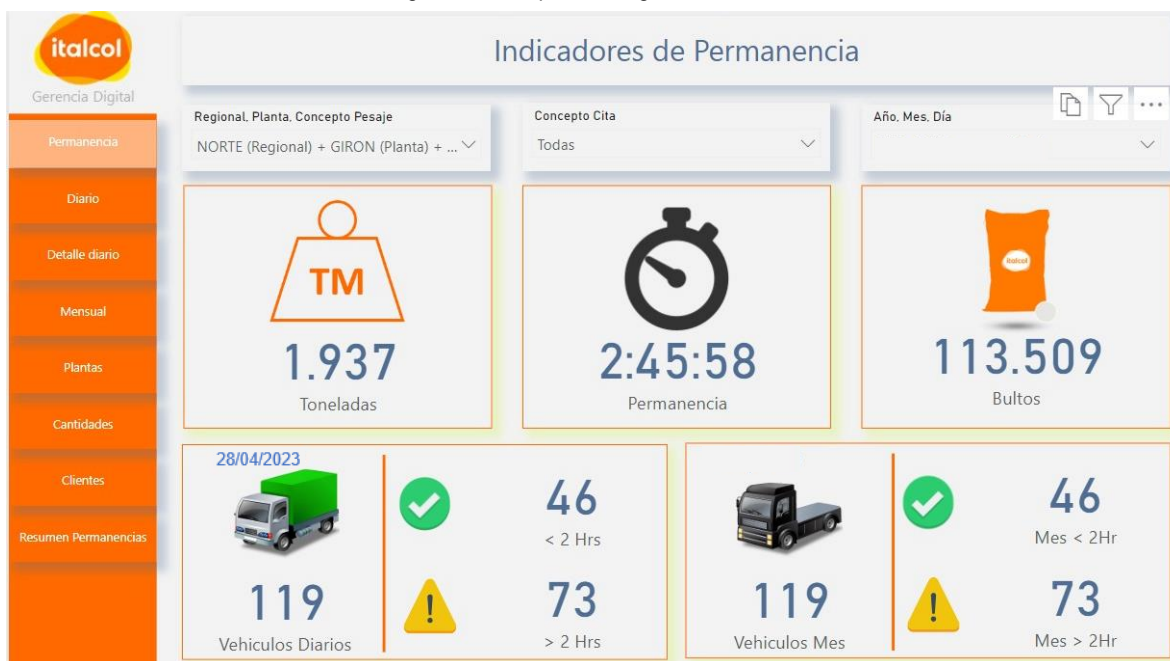 italcol
Gerencia Digital
Indicadores de Permanencia
Permanencia
Diario
Detalle diario
Mensual
Plantas
Cantidades
Clientes
Resumen Permanencias
Regional, Planta, Concepto Pesaje
NORTE (Regional) + GIRON (Planta) + ...
Concepto Cita
Todas
Año, Mes, Día
TM
1.937
Toneladas
2:45:58
Permanencia
italcol
113.509
Bultos
28/04/2023
119
Vehiculos Diarios
46
< 2 Hrs
73
> 2 Hrs
119
Vehiculos Mes
46
Mes < 2Hr
73
Mes > 2Hr